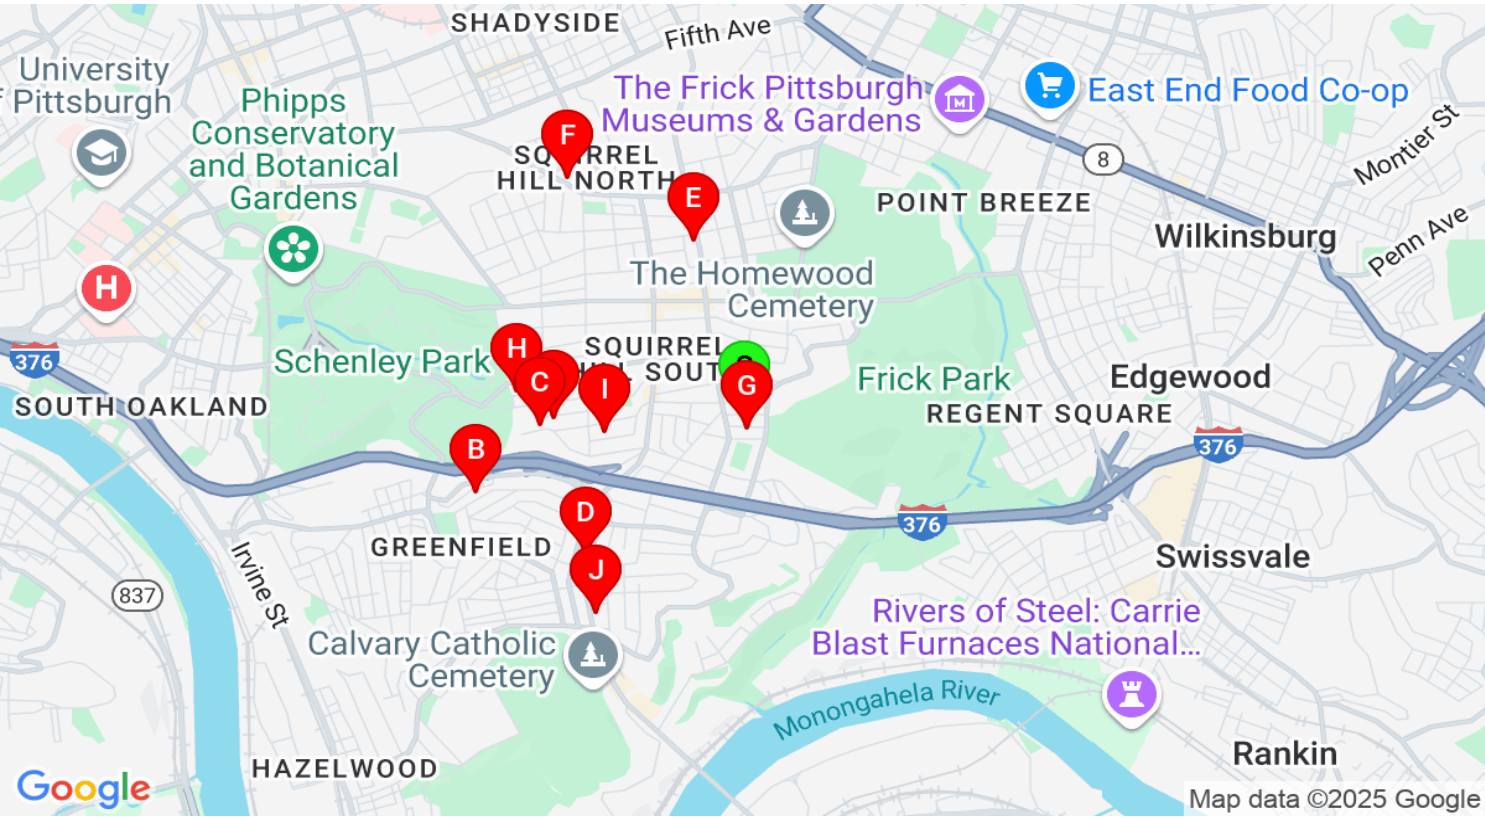 SHADYSIDE
Fifth Ave
University
f Pittsburgh
Phipps
Conservatory
and Botanical
Gardens
The Frick Pittsburgh
Museums & Gardens
East End Food Co-op
Montier St
8
F
SQUIRREL
HILL NORTH
E
POINT BREEZE
Wilkinsburg
Penn Ave
H
The Homewood
Cemetery
376
Schenley Park
H
SQUIRREL
HILL SOUTH
C
I
G
Frick Park
Edgewood
REGENT SQUARE
SOUTH OAKLAND
B
376
D
376
GREENFIELD
J
Irvine St
837
Swissvale
Calvary Catholic
Cemetery
Rivers of Steel: Carrie
Blast Furnaces National...
Monongahela River
HAZELWOOD
Rankin
Google
Map data ©2025 Google